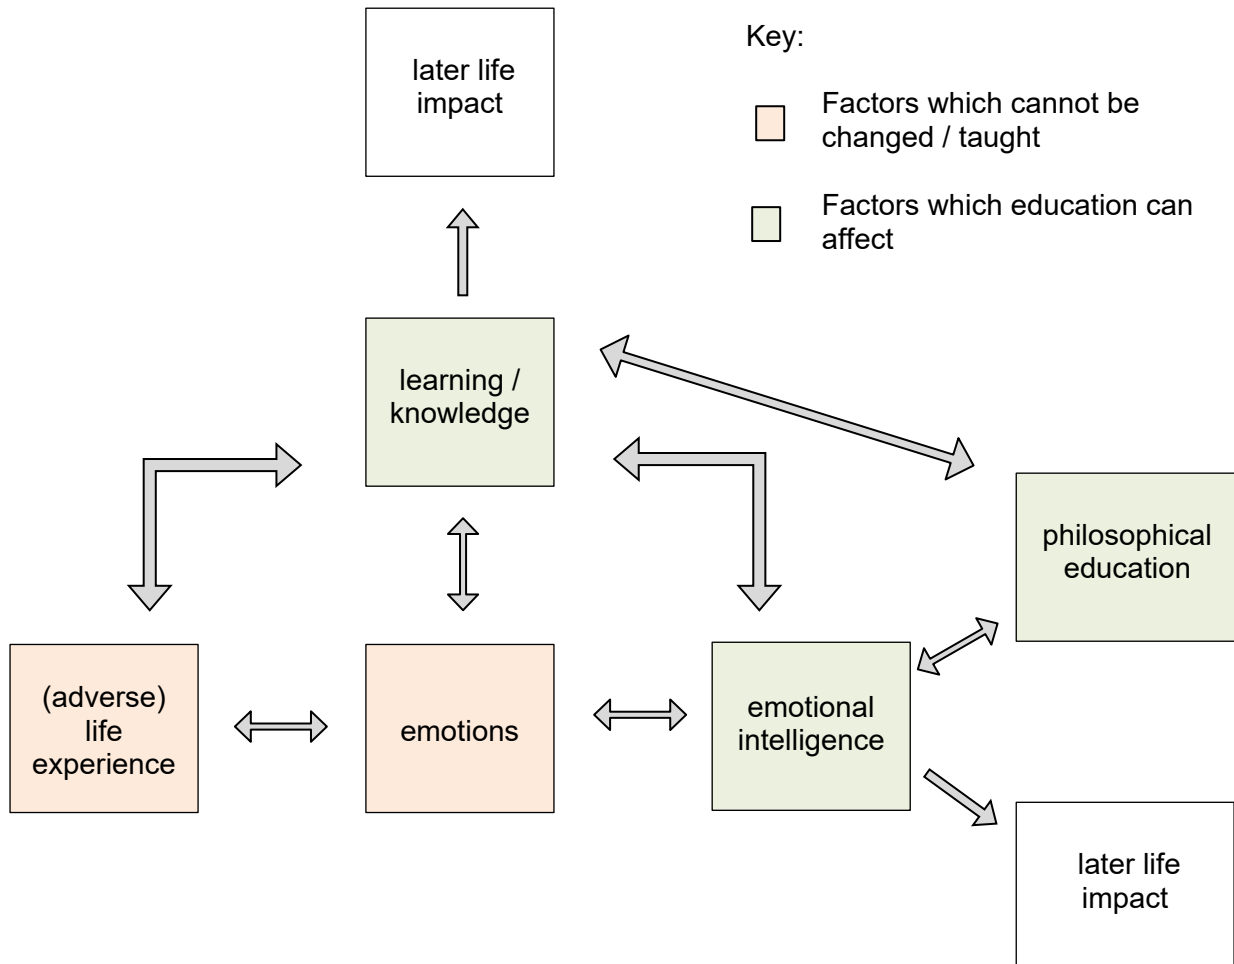 later life
impact
Key:
Factors which cannot be
changed / taught
Factors which education can
affect
learning /
knowledge
philosophical
education
(adverse)
life
experience
emotions
emotional
intelligence
later life
impact